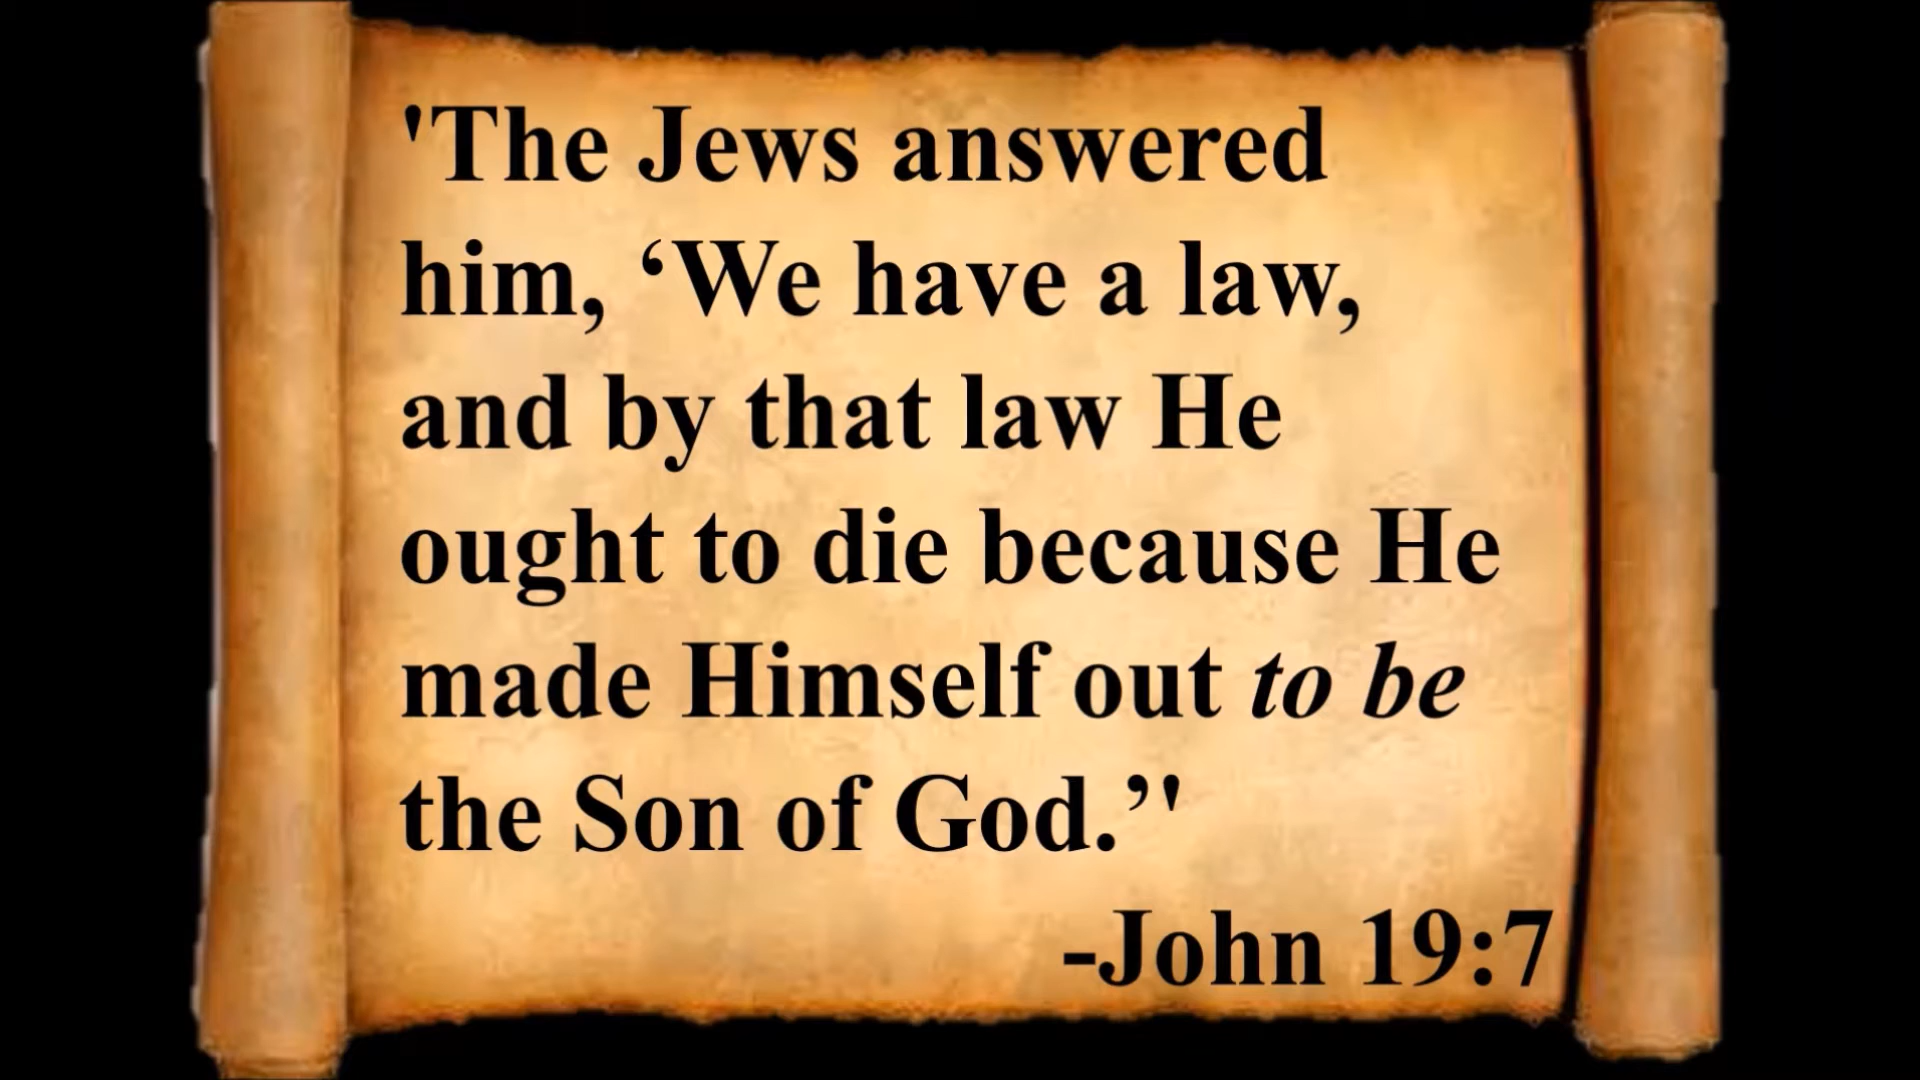 'The Jews answered
him, ‘We have a law,
and by that law He
ought to die because He
made Himself out to be
the Son of God.’'
-John 19:7